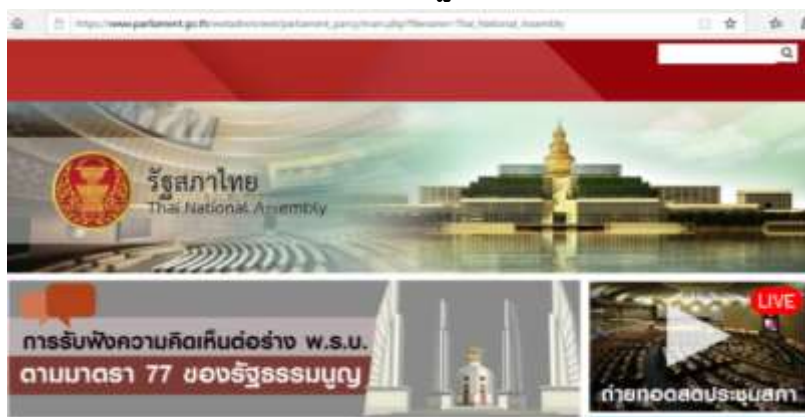 รัฐสภาไทย
Thai National Assembly
การรับฟังความคิดเห็นต่อร่าง พ.ร.บ.
ตามมาตรา 77 ของรัฐธรรมนูญ
LIVE
ถ่ายทอดสดประชุมสภา